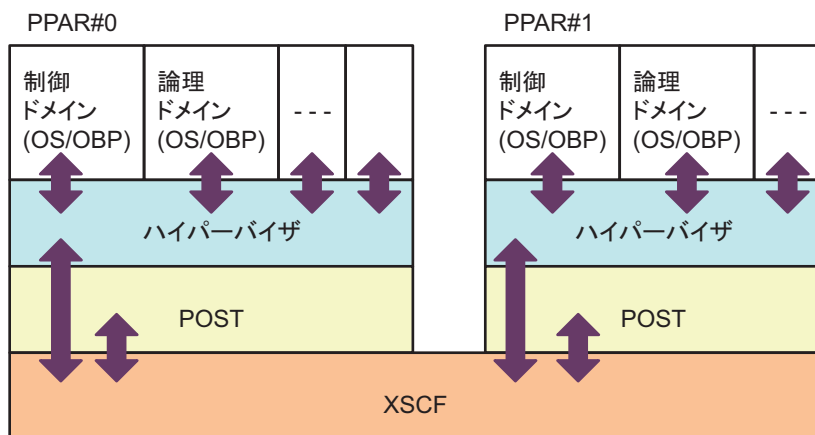 PPAR#0
制御
ドメイン
(OS/OBP)
論理
ドメイン
(OS/OBP)
---
ハイパーバイザ
POST
PPAR#1
制御
ドメイン
(OS/OBP)
論理
ドメイン
(OS/OBP)
---
ハイパーバイザ
POST
XSCF